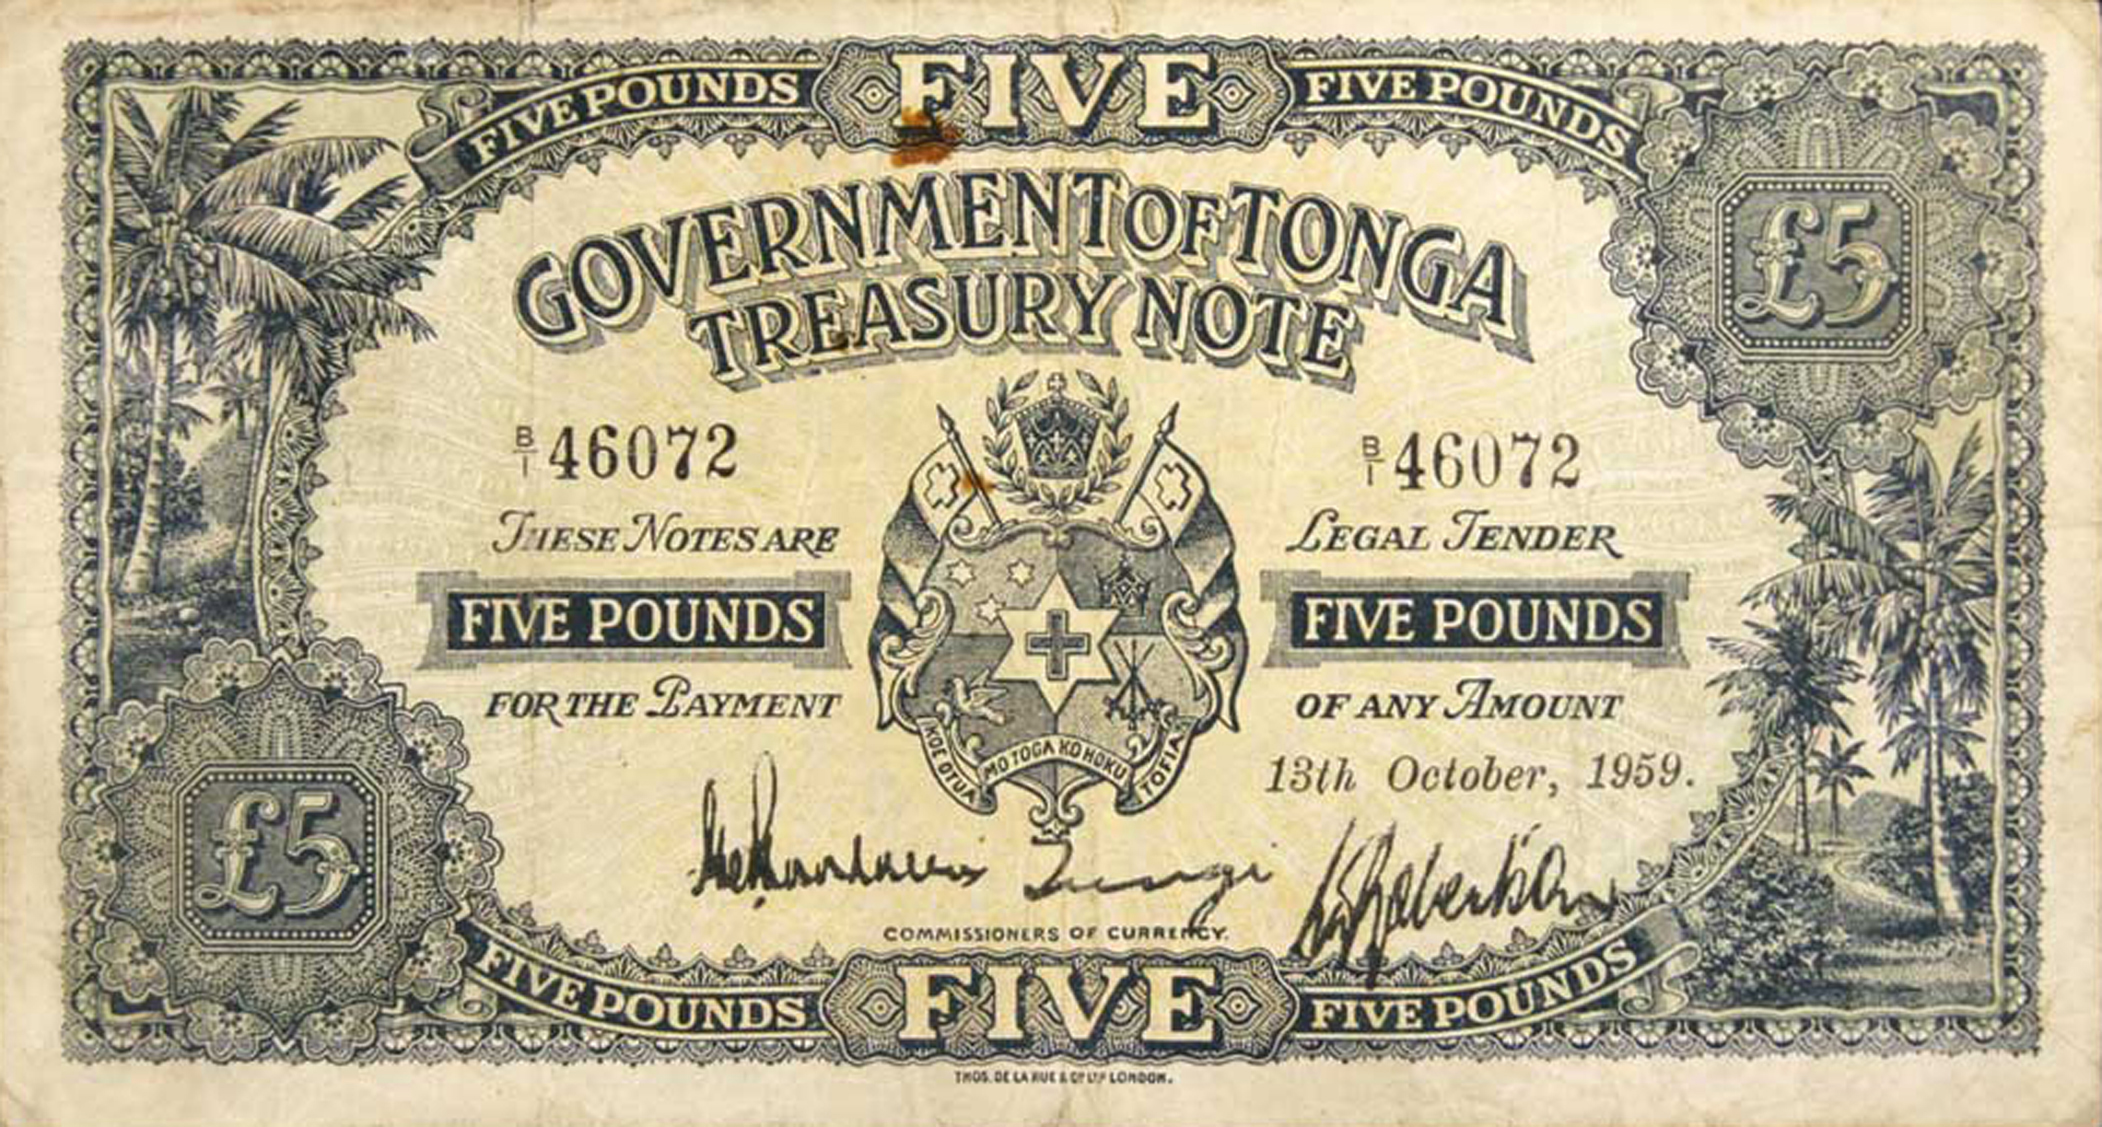 FIVE POUNDS FIVE FIVE POUNDS
£5
GOVERNMENT OF TONGA
TREASURY NOTE
B/1 46072 B/1 46072
THESE NOTES ARE LEGAL TENDER
FIVE POUNDS FIVE POUNDS
FOR THE PAYMENT OF ANY AMOUNT
KOE OTUA MO TOGA KO HOKU TOFIA
13th October, 1959.
£5
Tungi
COMMISSIONERS OF CURRENCY.
FIVE POUNDS FIVE FIVE POUNDS
THOS. DE LA RUE & Co LTD LONDON.